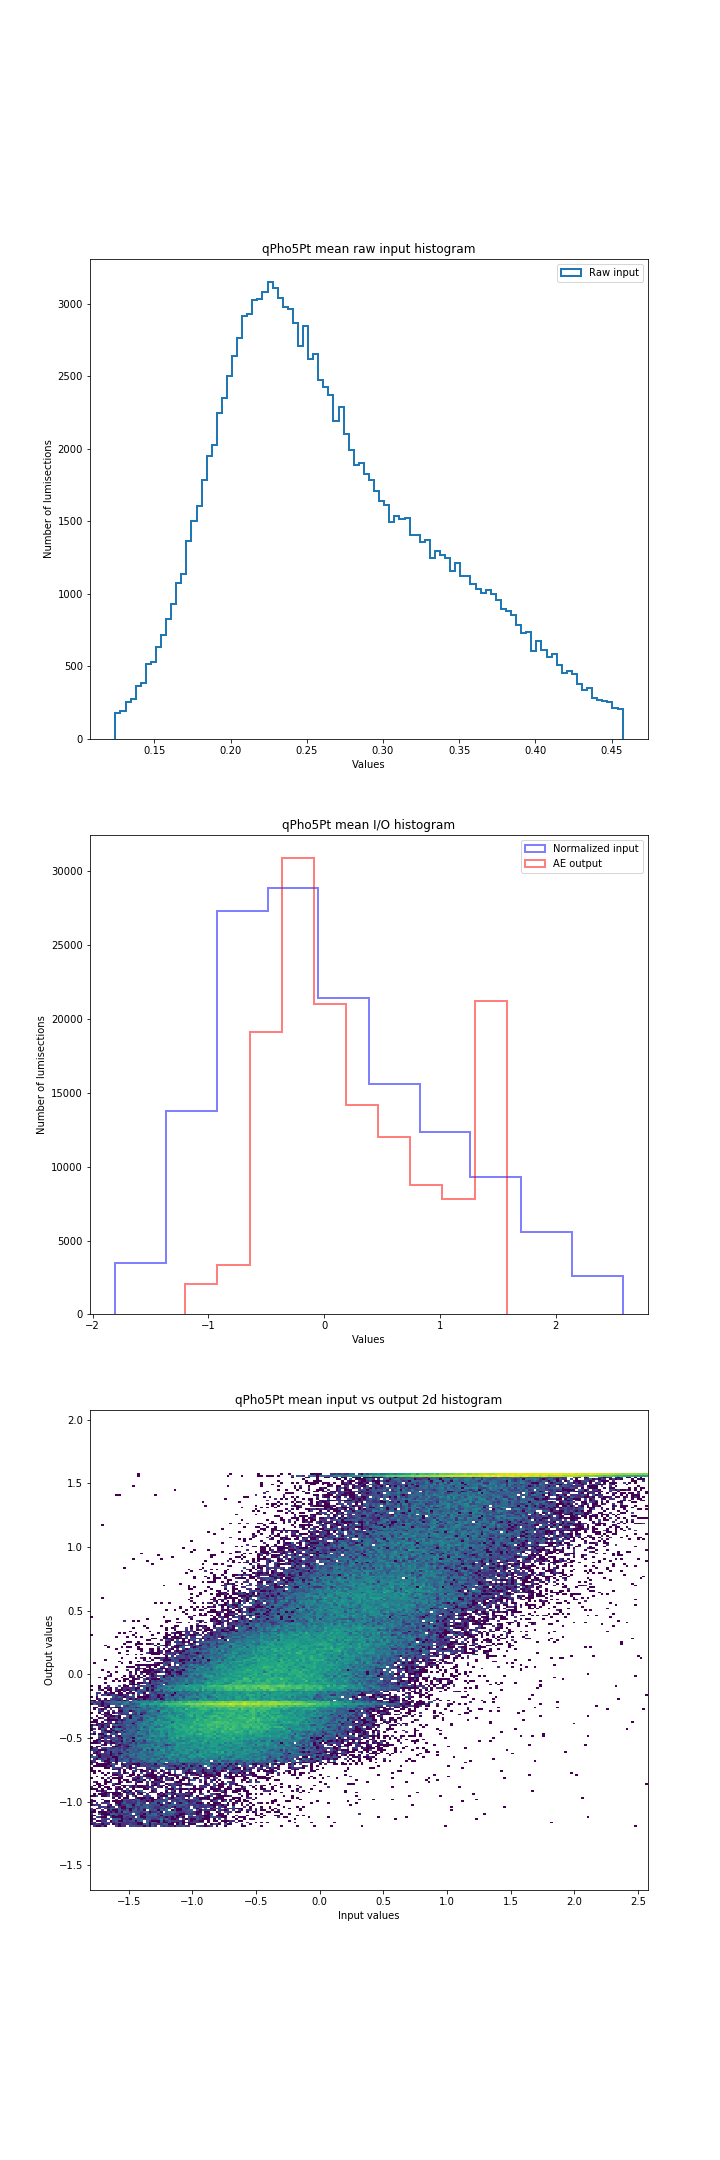 qPho5Pt mean raw input histogram
Raw input
3000
2500
2000
1500
1000
500
0
Number of lumisections
0.15 0.20 0.25 0.30 0.35 0.40 0.45
Values
qPho5Pt mean I/O histogram
Normalized input
AE output
30000
25000
20000
15000
10000
5000
0
Number of lumisections
−2 −1 0 1 2
Values
qPho5Pt mean input vs output 2d histogram
2.0
1.5
1.0
0.5
0.0
−0.5
−1.0
−1.5
Output values
−1.5 −1.0 −0.5 0.0 0.5 1.0 1.5 2.0 2.5
Input values